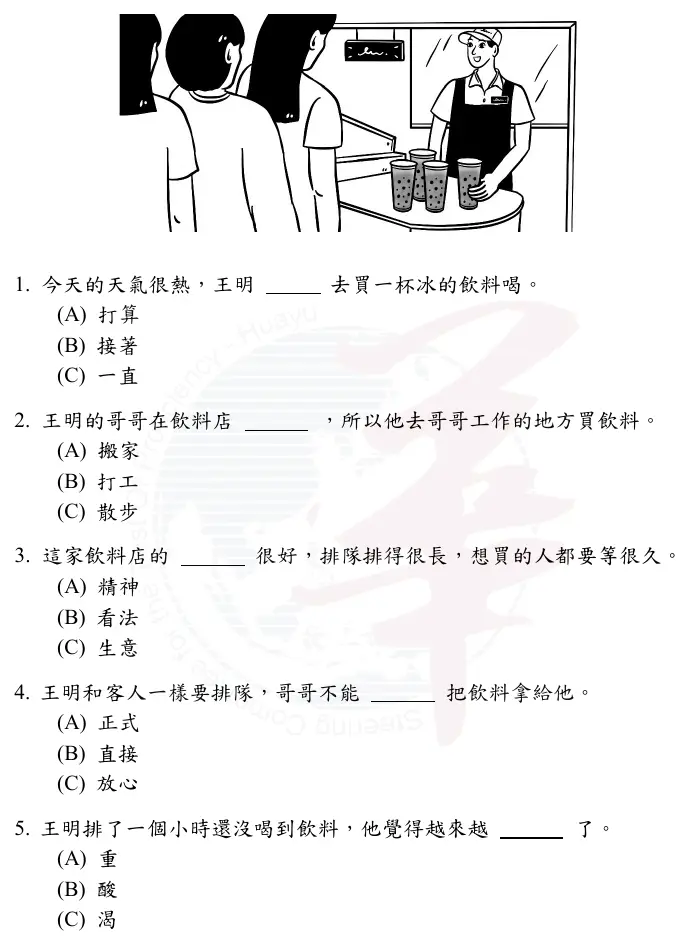 1. 今天的天氣很熱，王明 _____ 去買一杯冰的飲料喝。
(A) 打算
(B) 接著
(C) 一直
2. 王明的哥哥在飲料店 ______ ，所以他去哥哥工作的地方買飲料。
(A) 搬家
(B) 打工
(C) 散步
3. 這家飲料店的 ______ 很好，排隊排得很長，想買的人都要等很久。
(A) 精神
(B) 看法
(C) 生意
4. 王明和客人一樣要排隊，哥哥不能 ______ 把飲料拿給他。
(A) 正式
(B) 直接
(C) 放心
5. 王明排了一個小時還沒喝到飲料，他覺得越來越 ______ 了。
(A) 重
(B) 酸
(C) 渴